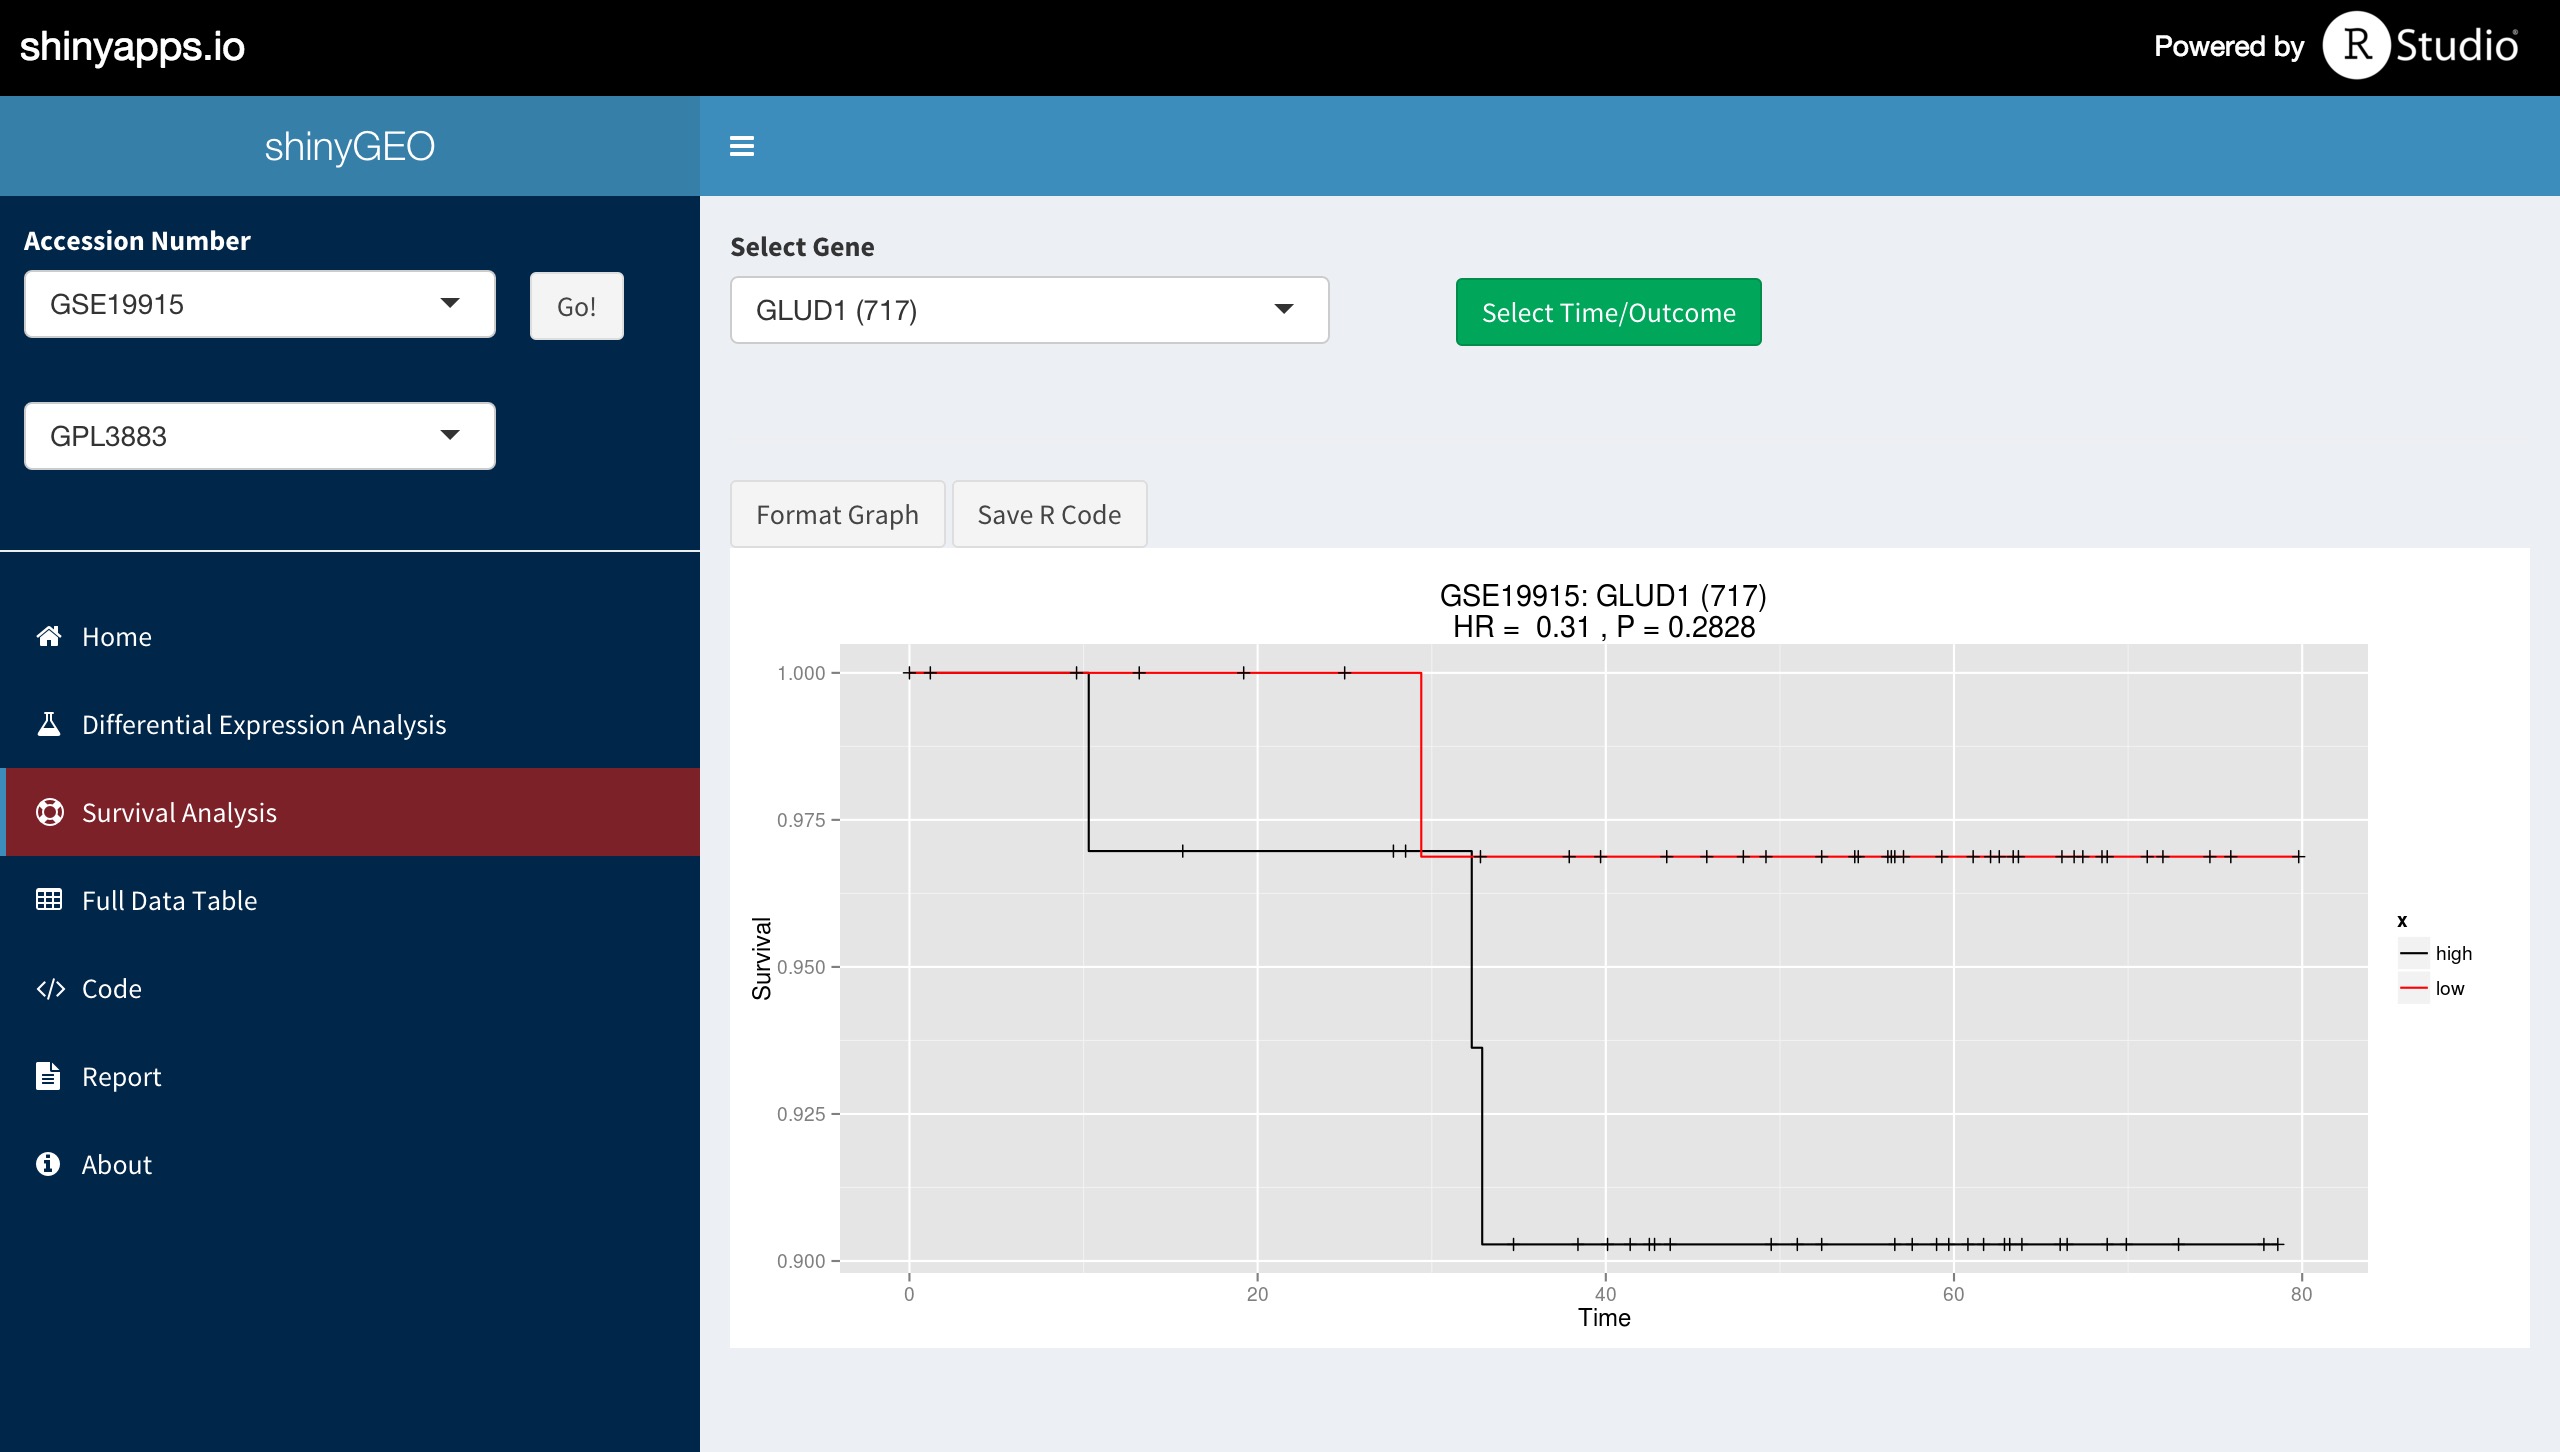 shinyapps.io
Powered by R Studio
shinyGEO
Accession Number
GSE19915
Go!
GPL3883
Home
Differential Expression Analysis
Survival Analysis
Full Data Table
Code
Report
About
Select Gene
GLUD1 (717)
Select Time/Outcome
Format Graph
Save R Code
GSE19915: GLUD1 (717)
HR = 0.31 , P = 0.2828
Survival
1.000
0.975
0.950
0.925
0.900
0
20
40
60
80
Time
x
high
low